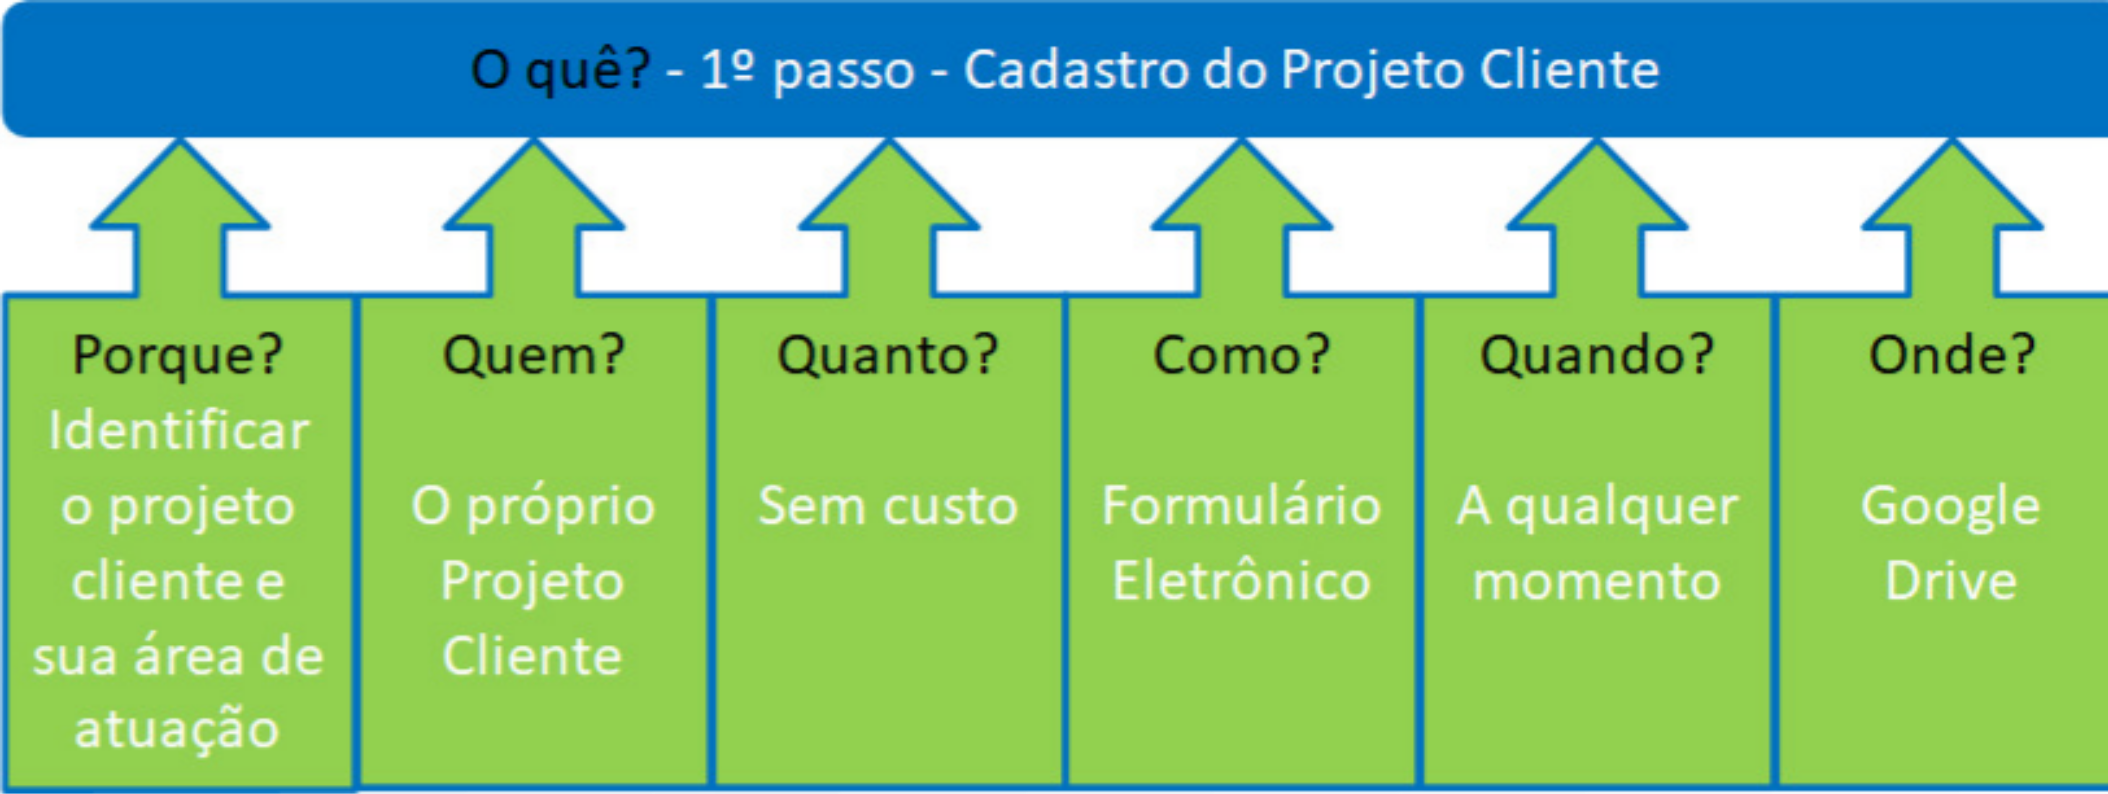 O quê? - 1º passo - Cadastro do Projeto Cliente
Porque?
Identificar
o projeto
cliente e
sua área de
atuação
Quem?
O próprio
Projeto
Cliente
Quanto?
Sem custo
Como?
Formulário
Eletrônico
Quando?
A qualquer
momento
Onde?
Google
Drive